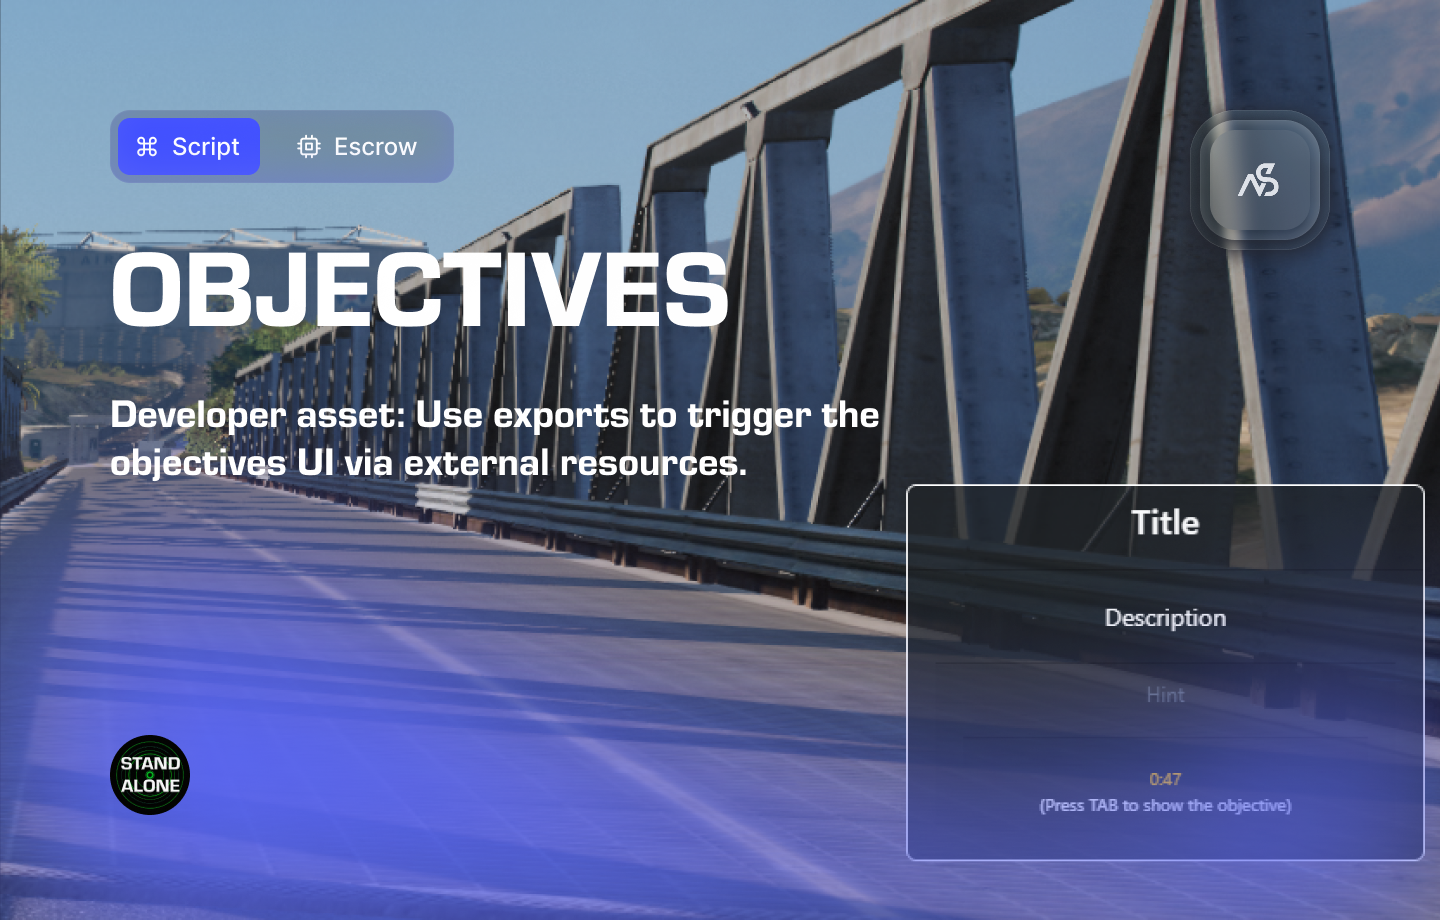 Script
Escrow
OBJECTIVES
Developer asset: Use exports to trigger the
objectives UI via external resources.
Title
Description
Hint
0:47
(Press TAB to show the objective)
STAND
ALONE